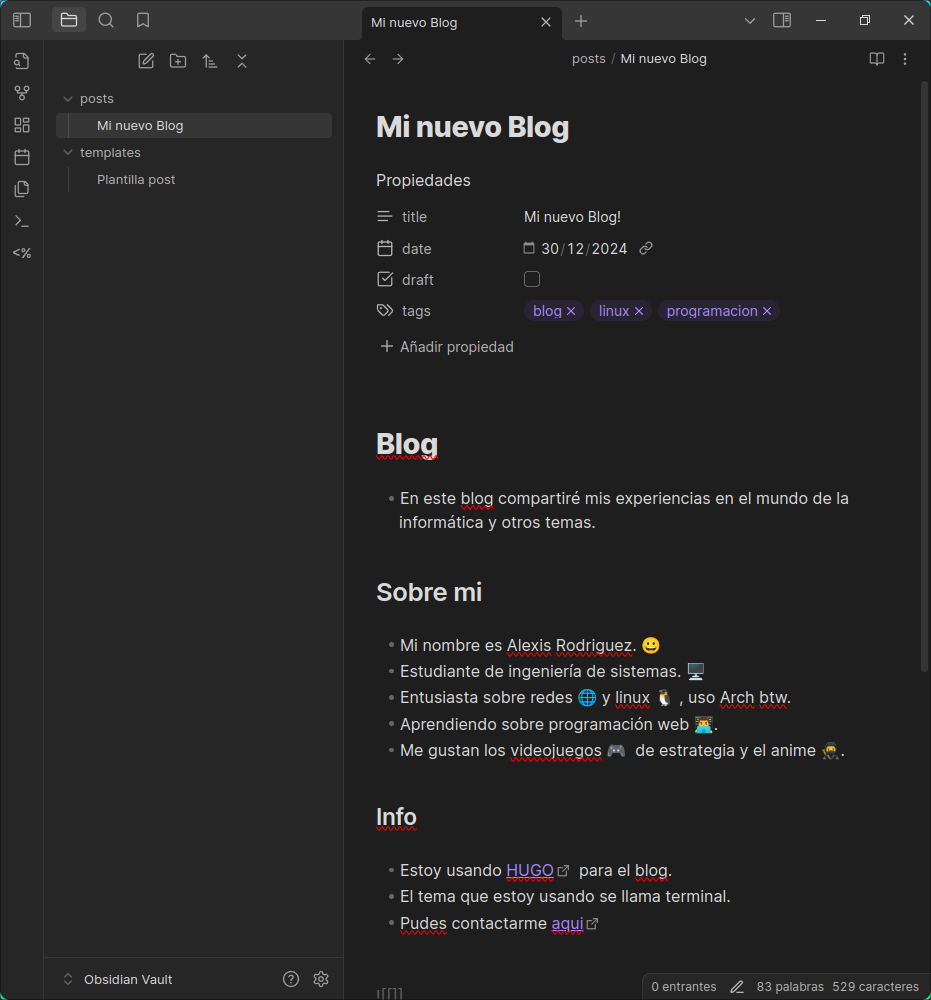 Mi nuevo Blog
posts / Mi nuevo Blog
posts
Mi nuevo Blog
templates
Plantilla post
<%
Obsidian Vault
Mi nuevo Blog
Propiedades
title Mi nuevo Blog!
date 30/12/2024
draft
tags blog × linux × programacion ×
+ Añadir propiedad
Blog
• En este blog compartiré mis experiencias en el mundo de la
informática y otros temas.
Sobre mi
• Mi nombre es Alexis Rodriguez. 😀
• Estudiante de ingeniería de sistemas. 🖥️
• Entusiasta sobre redes 🌐 y linux 🐧 , uso Arch btw.
• Aprendiendo sobre programación web 👨‍💻.
• Me gustan los videojuegos 🎮 de estrategia y el anime 🥷.
Info
• Estoy usando HUGO para el blog.
• El tema que estoy usando se llama terminal.
• Pudes contactarme aqui
![[]]
0 entrantes 83 palabras 529 caracteres